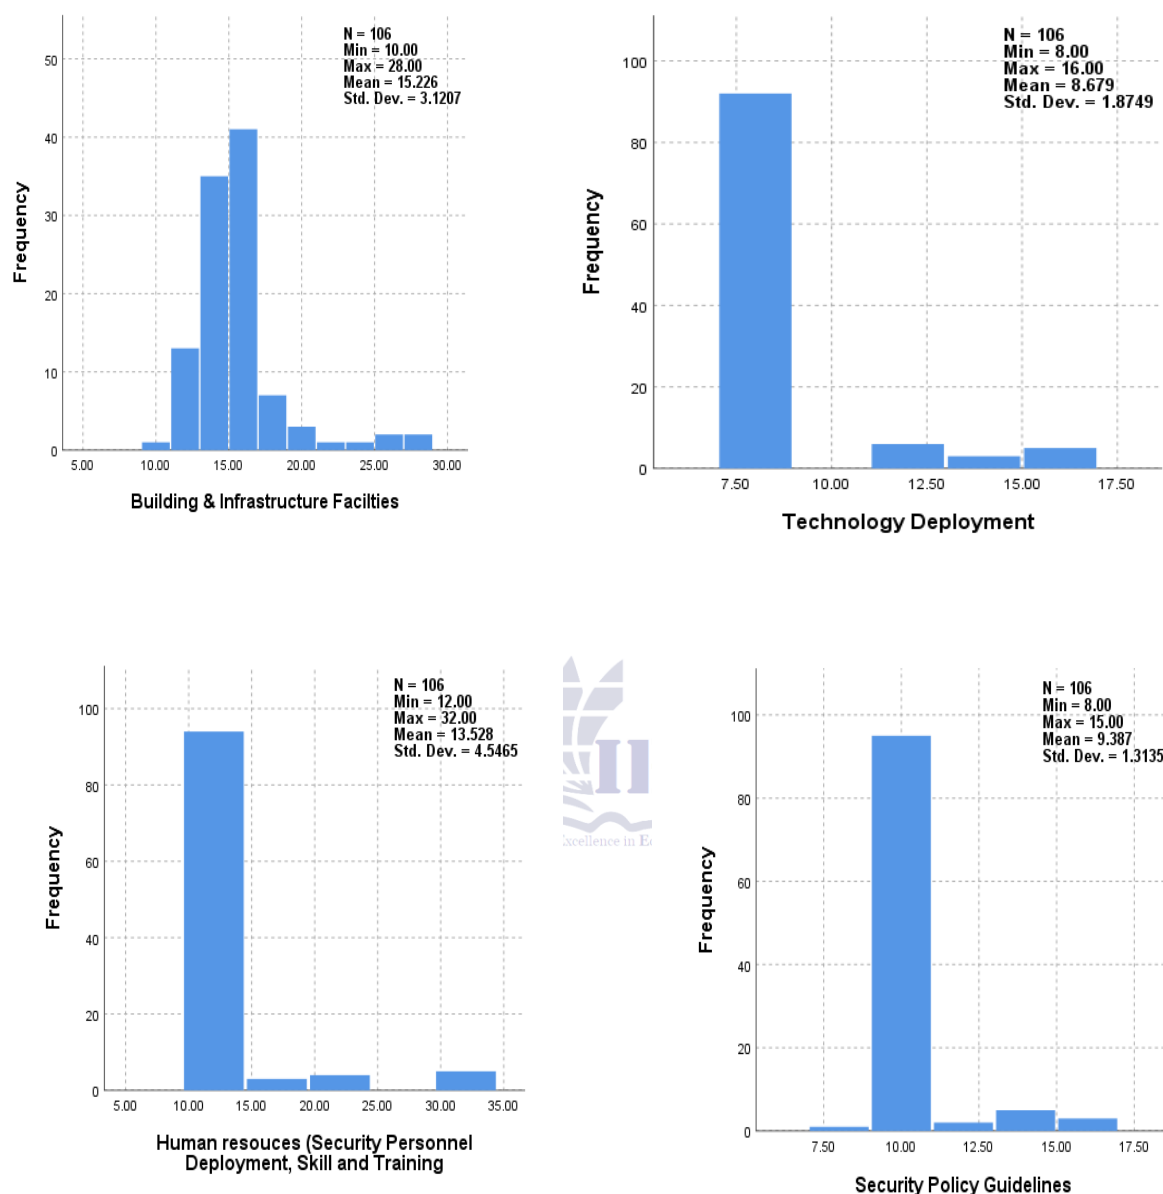 N = 106
Min = 10.00
Max = 28.00
Mean = 15.226
Std. Dev. = 3.1207
50
40
30
20
10
0
Frequency
5.00 10.00 15.00 20.00 25.00 30.00
Building & Infrastructure Facilties
N = 106
Min = 8.00
Max = 16.00
Mean = 8.679
Std. Dev. = 1.8749
100
80
60
40
20
0
Frequency
7.50 10.00 12.50 15.00 17.50
Technology Deployment
N = 106
Min = 12.00
Max = 32.00
Mean = 13.528
Std. Dev. = 4.5465
100
80
60
40
20
0
Frequency
5.00 10.00 15.00 20.00 25.00 30.00 35.00
Human resouces (Security Personnel
Deployment, Skill and Training
II
xcellence in E
N = 106
Min = 8.00
Max = 15.00
Mean = 9.387
Std. Dev. = 1.3135
100
80
60
40
20
0
Frequency
7.50 10.00 12.50 15.00 17.50
Security Policy Guidelines